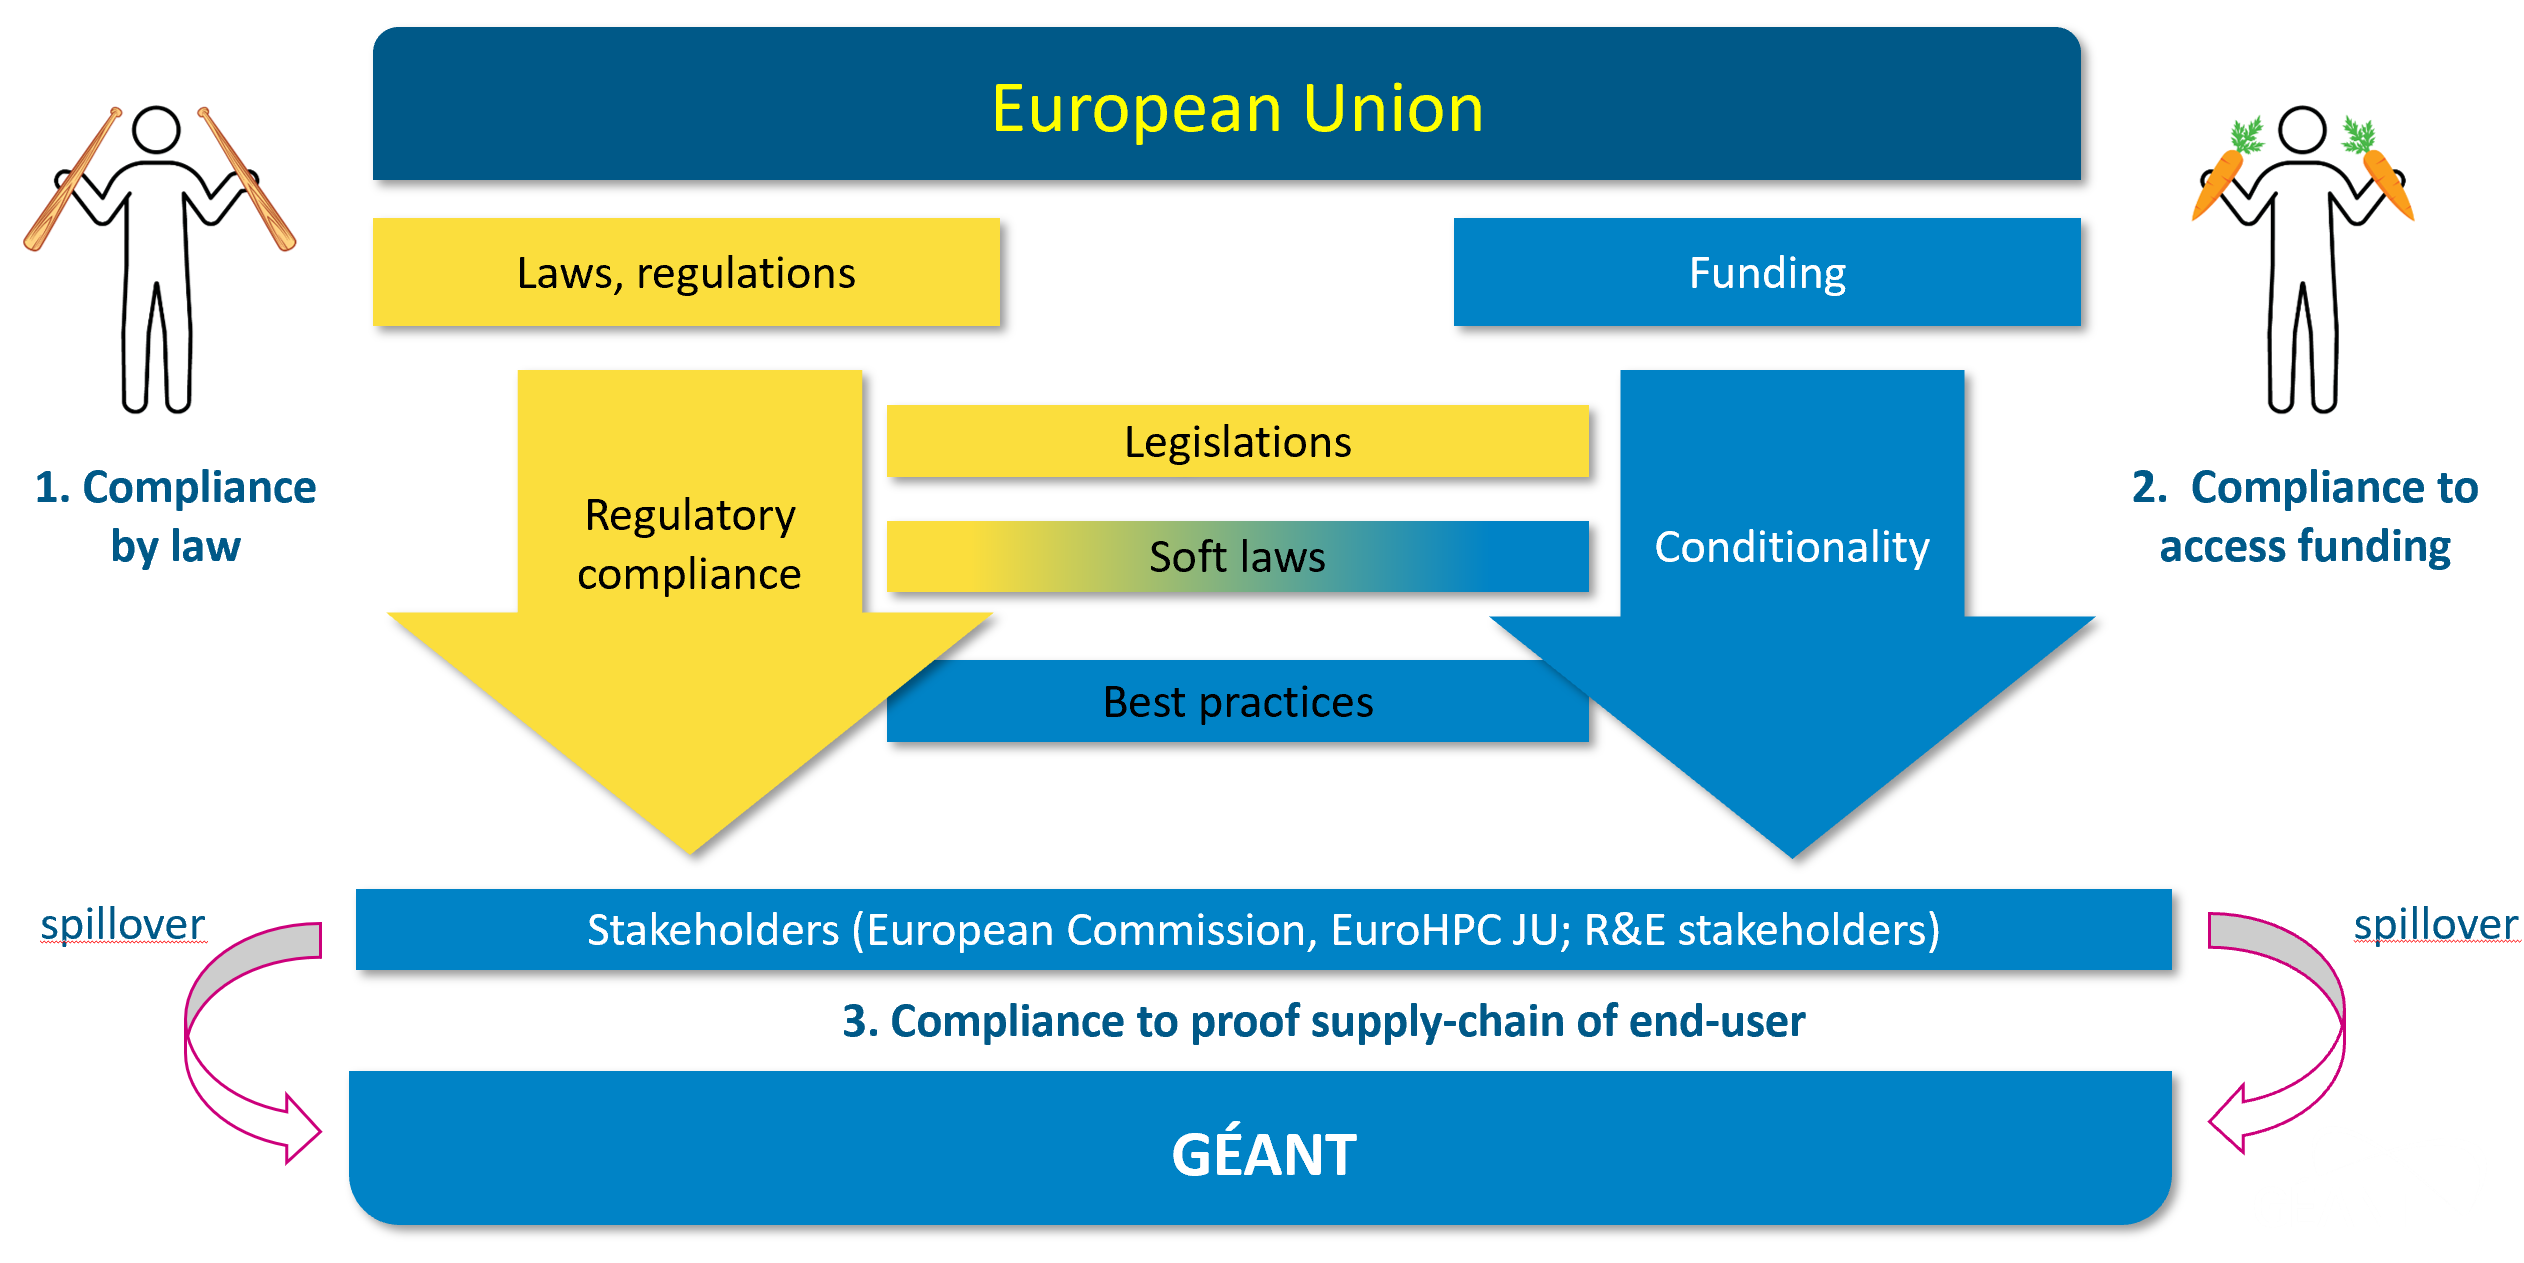 European Union
Laws, regulations
Funding
Legislations
1. Compliance
by law
Regulatory
compliance
Soft laws
Conditionality
2. Compliance to
access funding
Best practices
spillover
Stakeholders (European Commission, EuroHPC JU; R&E stakeholders)
spillover
3. Compliance to proof supply-chain of end-user
GÉANT